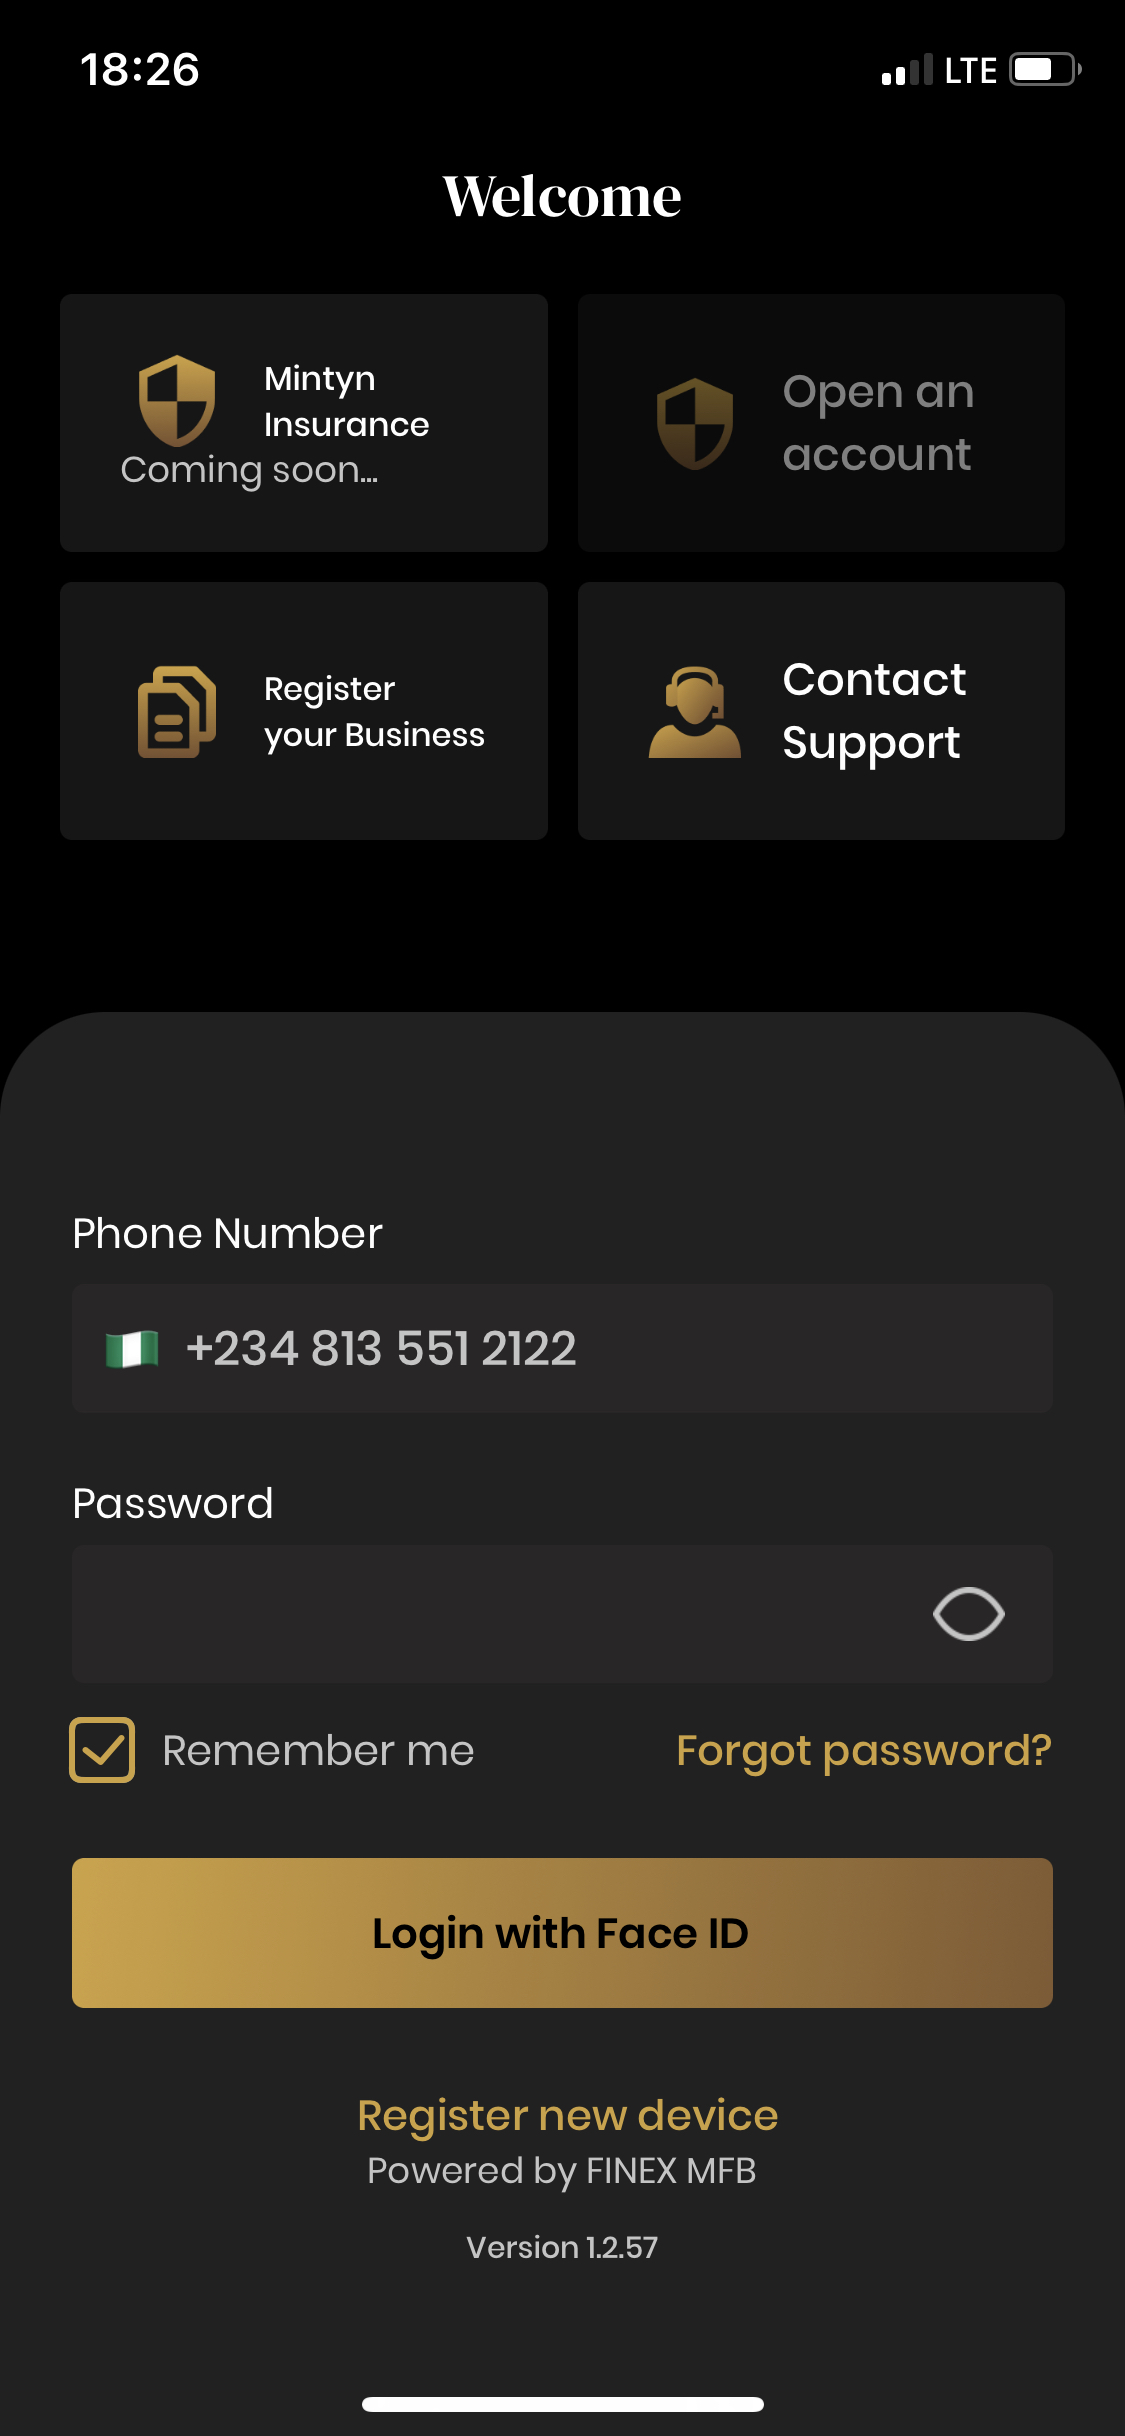 18:26
LTE
Welcome
Mintyn
Insurance
Coming soon...
Open an
account
Register
your Business
Contact
Support
Phone Number
+234 813 551 2122
Password
Remember me
Forgot password?
Login with Face ID
Register new device
Powered by FINEX MFB
Version 1.2.57